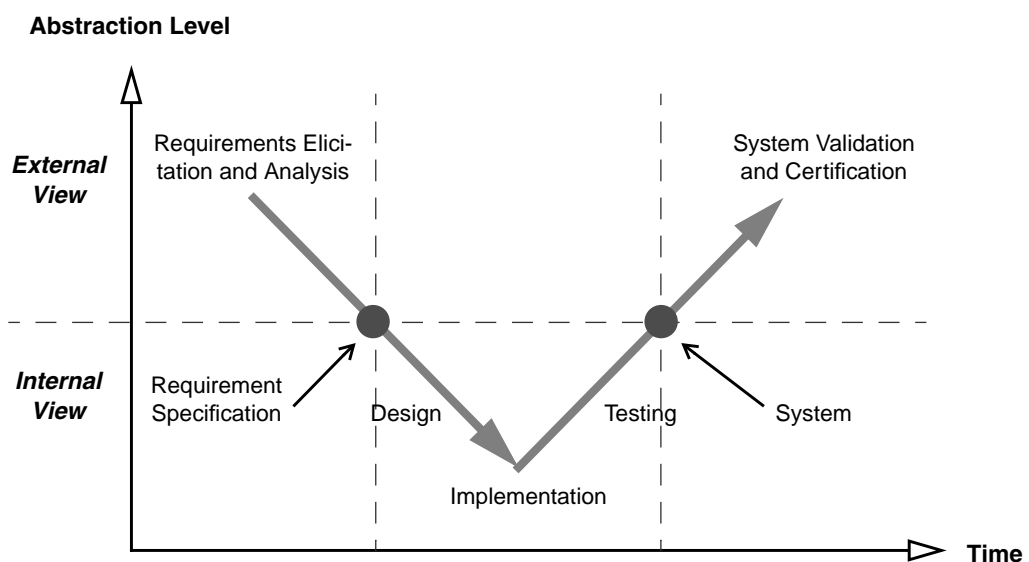 Abstraction Level
External
View
Requirements Elici-
tation and Analysis
System Validation
and Certification
Internal
View
Requirement
Specification
Design
Testing
System
Implementation
Time